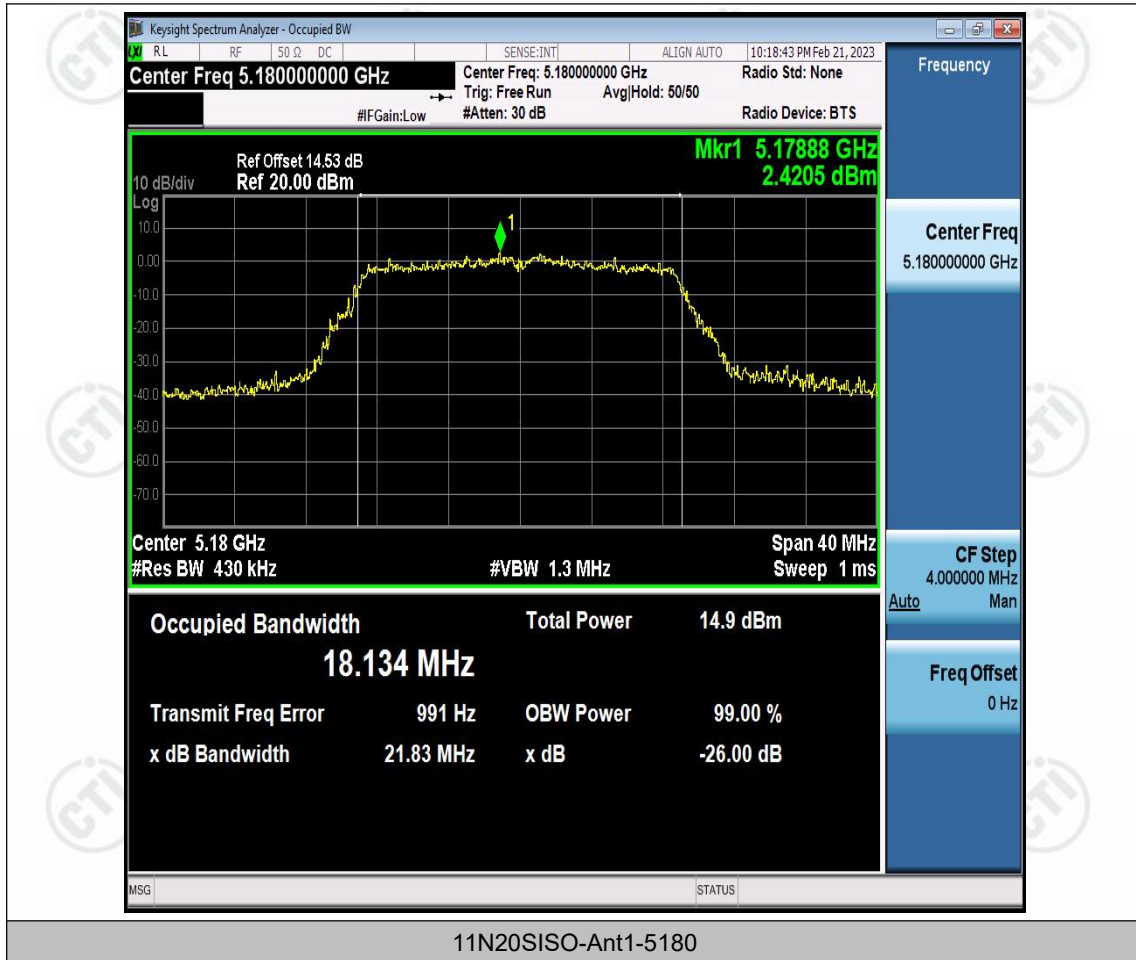 Keysight Spectrum Analyzer - Occupied BW
LXI RL RF 50 Ω DC SENSE:INT ALIGN AUTO 10:18:43 PM Feb 21, 2023
Center Freq 5.180000000 GHz
Center Freq: 5.180000000 GHz Radio Std: None
Trig: Free Run Avg|Hold: 50/50
#IFGain:Low #Atten: 30 dB Radio Device: BTS
Frequency
Ref Offset 14.53 dB
10 dB/div Ref 20.00 dBm
Mkr1 5.17888 GHz
2.4205 dBm
Log
10.0
0.00
-10.0
-20.0
-30.0
-40.0
-50.0
-60.0
-70.0
1
Center 5.18 GHz Span 40 MHz
#Res BW 430 kHz #VBW 1.3 MHz Sweep 1 ms
Center Freq
5.180000000 GHz
CF Step
4.000000 MHz
Auto Man
Freq Offset
0 Hz
Occupied Bandwidth Total Power 14.9 dBm
18.134 MHz
Transmit Freq Error 991 Hz OBW Power 99.00 %
x dB Bandwidth 21.83 MHz x dB -26.00 dB
MSG STATUS
11N20SISO-Ant1-5180
CTI
CTI
CTI
CTI
CTI
CTI